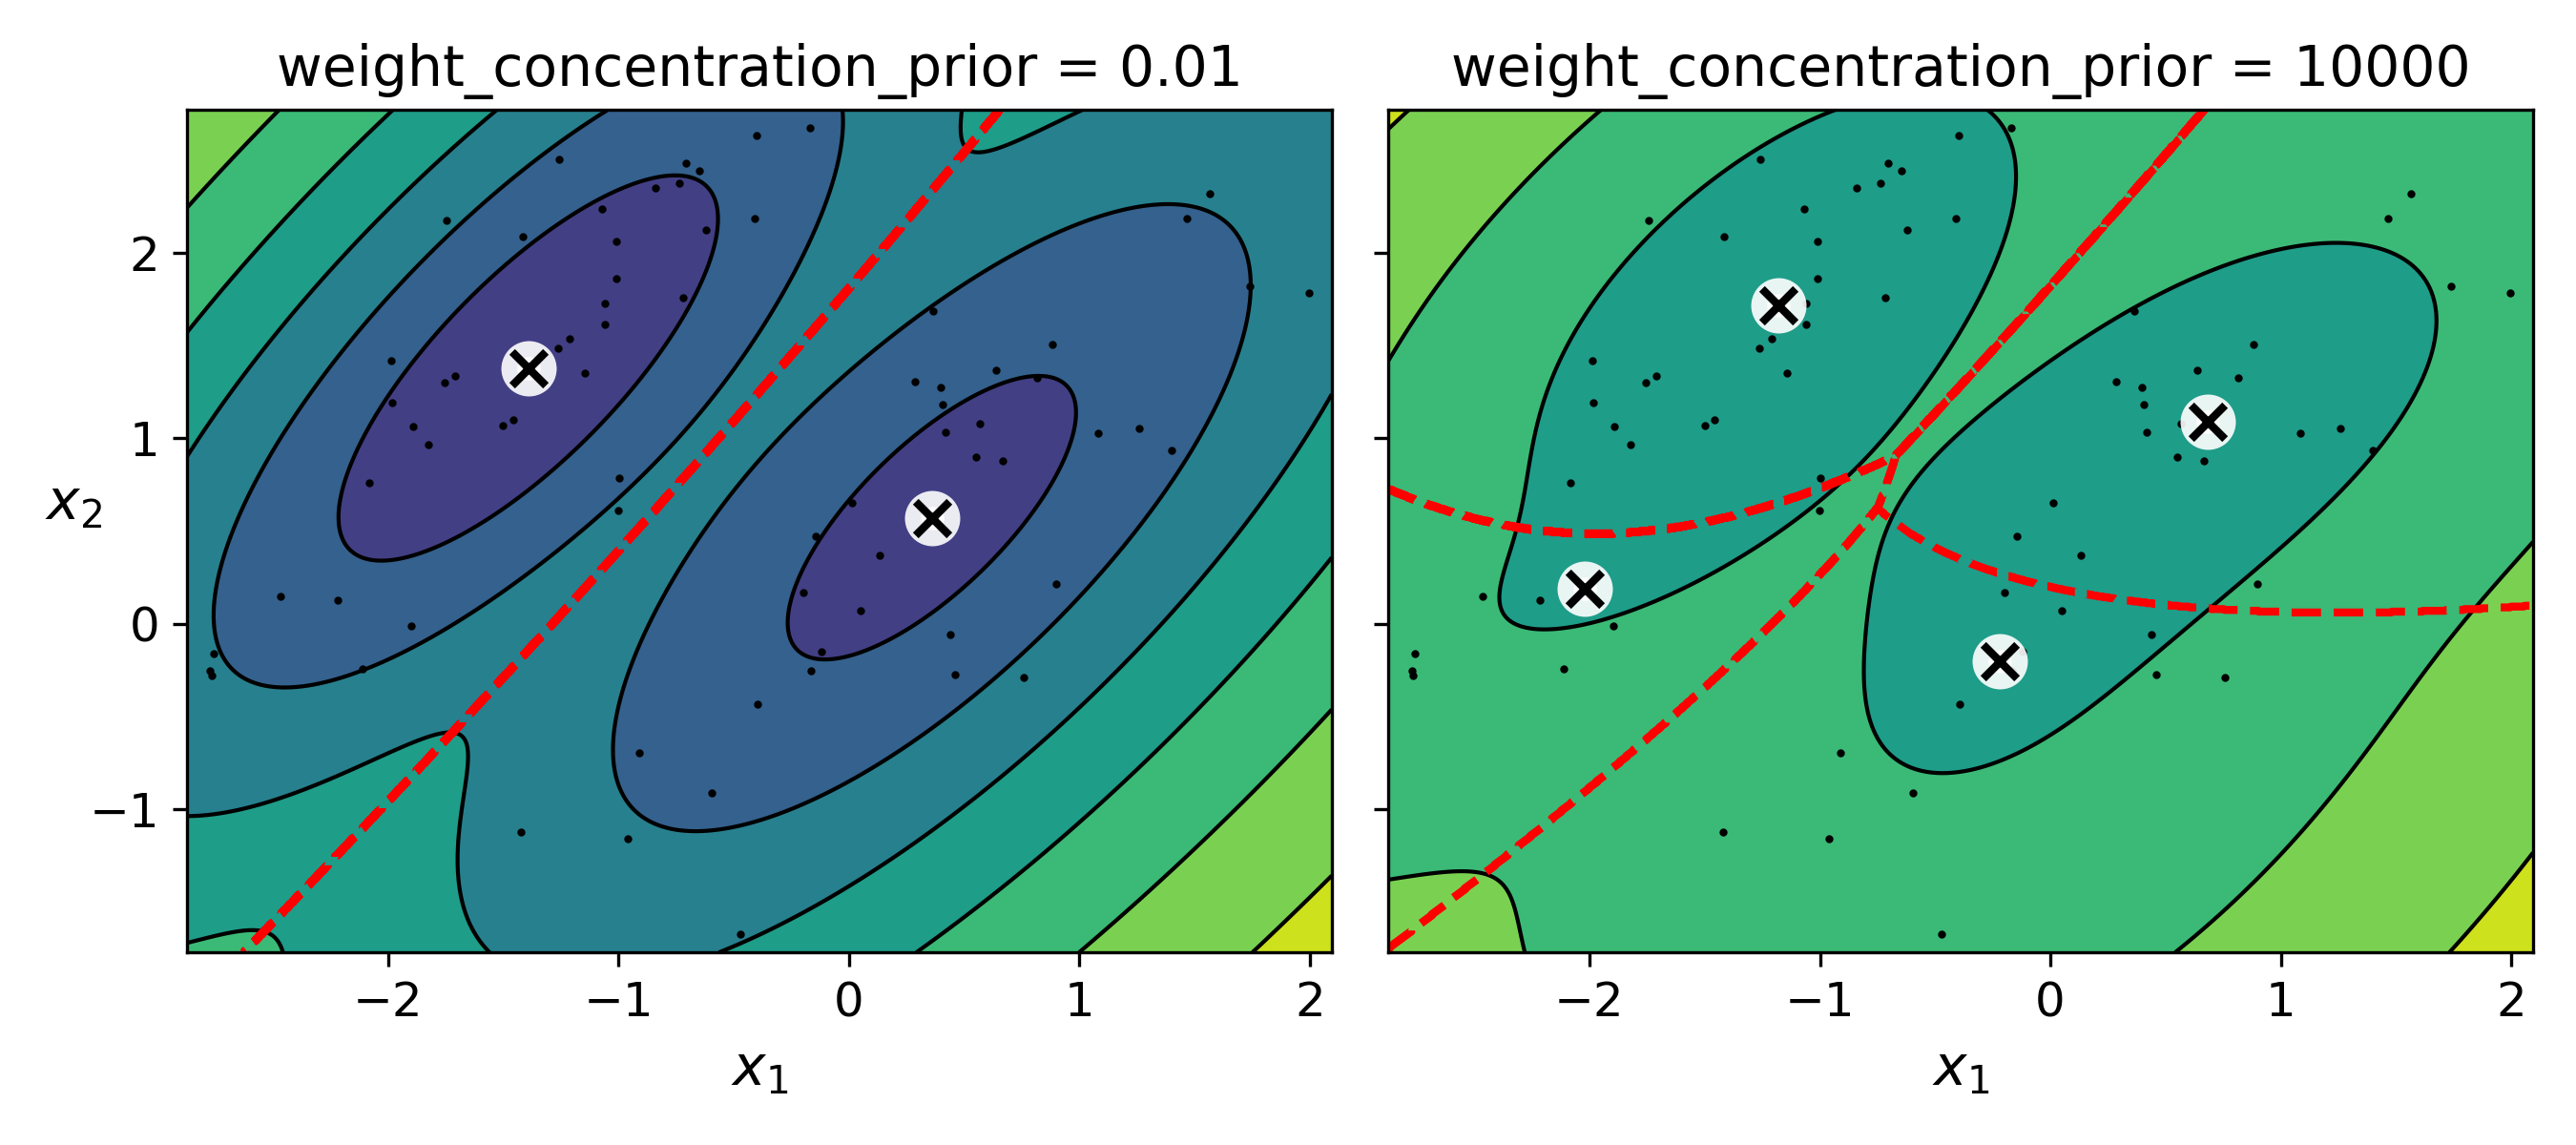 weight_concentration_prior = 0.01
weight_concentration_prior = 10000
2
1
x₂
0
−1
−2 −1 0 1 2
−2 −1 0 1 2
x₁
x₁